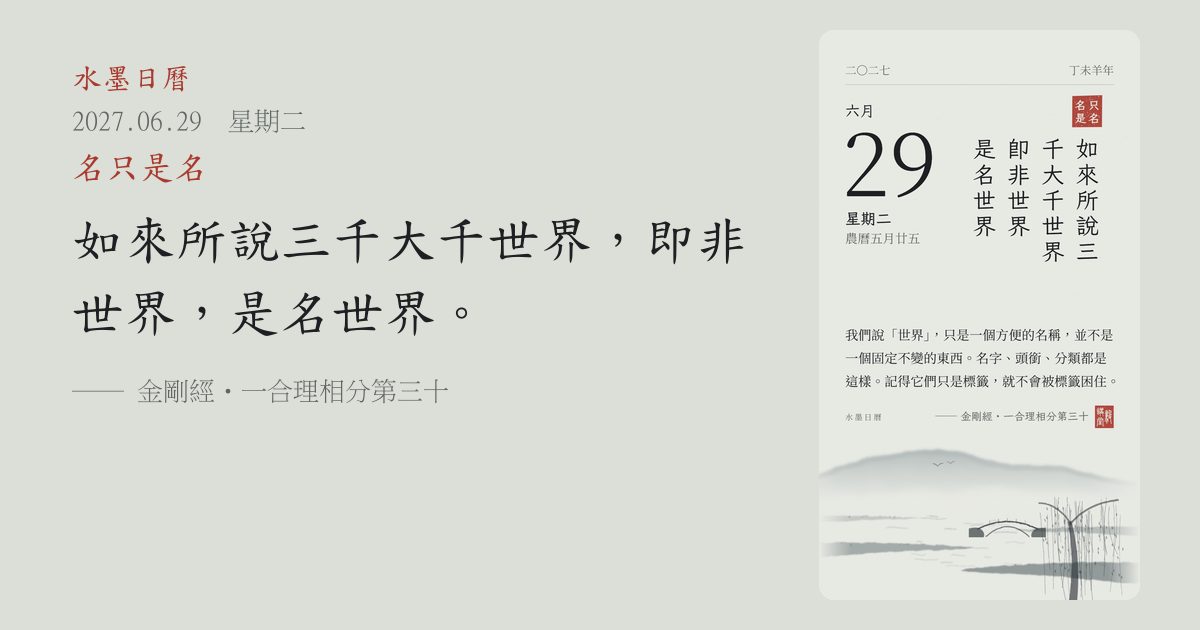 水墨日曆
2027.06.29 星期二
名只是名
如來所說三千大千世界，即非
世界，是名世界。
—— 金剛經・一合理相分第三十
二〇二七
丁未羊年
六月
29
星期二
農曆五月廿五
只名
名是
如來所說三
千大千世界
即非世界
是名世界
我們說「世界」，只是一個方便的名稱，並不是
一個固定不變的東西。名字、頭銜、分類都是
這樣。記得它們只是標籤，就不會被標籤困住。
水墨日曆
—— 金剛經・一合理相分第三十